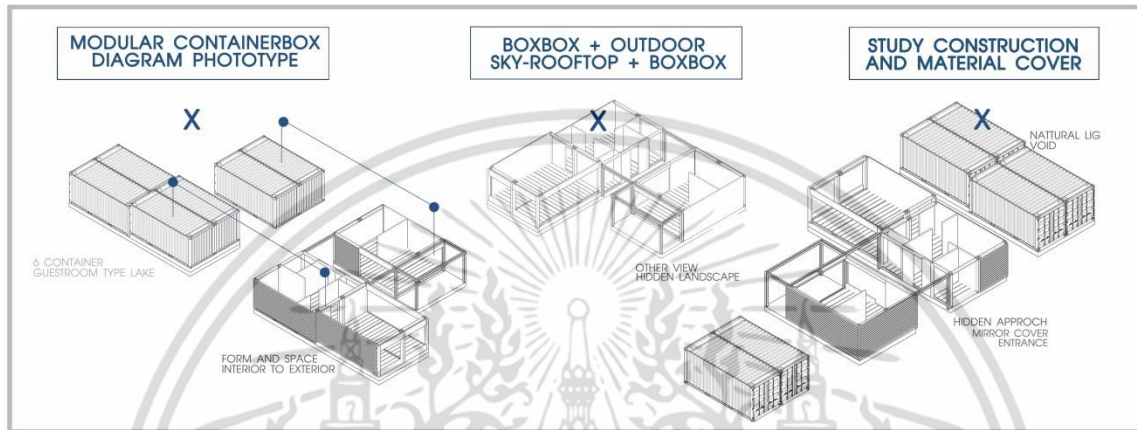 MODULAR CONTAINERBOX
DIAGRAM PHOTOTYPE
X
6 CONTAINER
GUESTROOM TYPE LAKE
FORM AND SPACE
INTERIOR TO EXTERIOR
BOXBOX + OUTDOOR
SKY-ROOFTOP + BOXBOX
X
OTHER VIEW
HIDDEN LANDSCAPE
STUDY CONSTRUCTION
AND MATERIAL COVER
X
NATTURAL LIG
VOID
HIDDEN APPROCH
MIRROR COVER
ENTRANCE